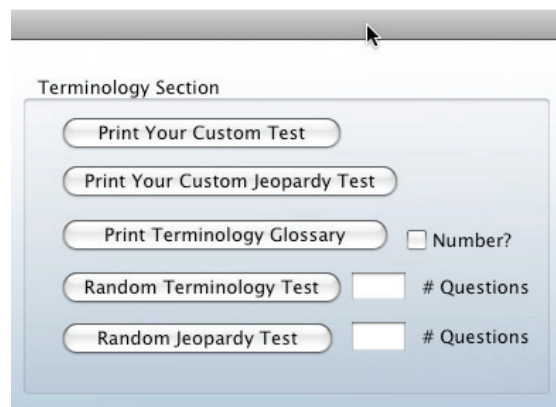 Terminology Section
Print Your Custom Test
Print Your Custom Jeopardy Test
Print Terminology Glossary Number?
Random Terminology Test # Questions
Random Jeopardy Test # Questions